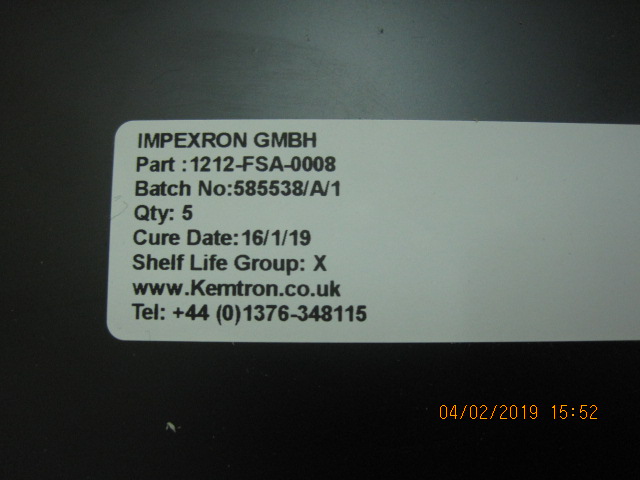 IMPEXRON GMBH
Part :1212-FSA-0008
Batch No:585538/A/1
Qty: 5
Cure Date:16/1/19
Shelf Life Group: X
www.Kemtron.co.uk
Tel: +44 (0)1376-348115
04/02/2019 15:52